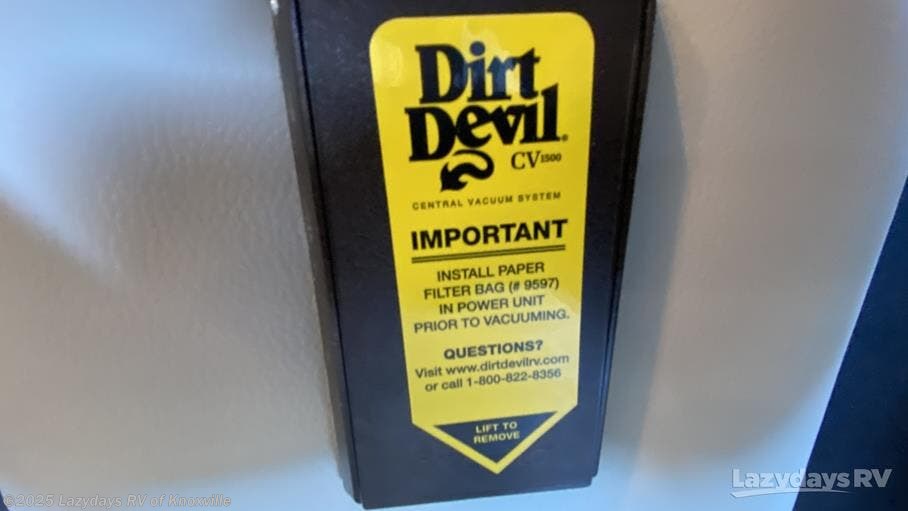 Dirt
Devil®
CV1500
CENTRAL VACUUM SYSTEM
IMPORTANT
INSTALL PAPER
FILTER BAG (# 9597)
IN POWER UNIT
PRIOR TO VACUUMING.
QUESTIONS?
Visit www.dirtdevilrv.com
or call 1-800-822-8356
LIFT TO
REMOVE
©2025 Lazydays RV of Knoxville
Lazydays RV